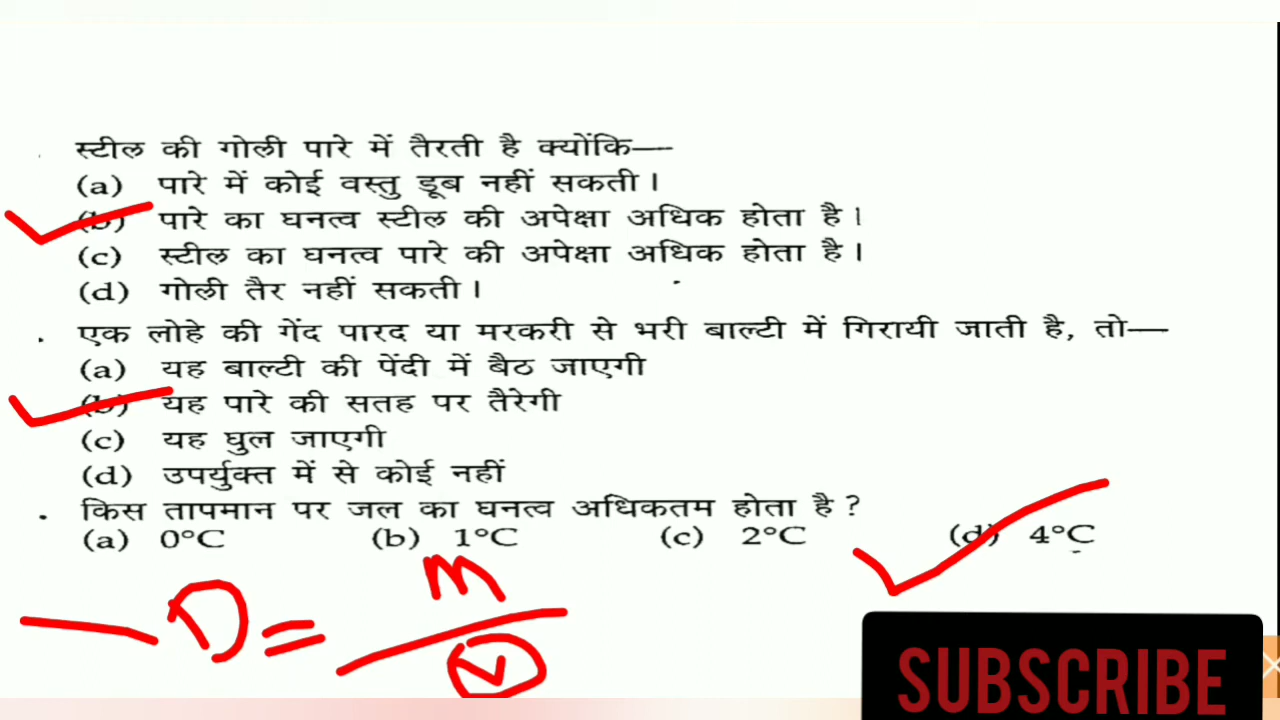 स्टील की गोली पारे में तैरती है क्योंकि—
(a) पारे में कोई वस्तु डूब नहीं सकती।
(b) पारे का घनत्व स्टील की अपेक्षा अधिक होता है।
(c) स्टील का घनत्व पारे की अपेक्षा अधिक होता है।
(d) गोली तैर नहीं सकती।
. एक लोहे की गेंद पारद या मरकरी से भरी बाल्टी में गिरायी जाती है, तो—
(a) यह बाल्टी की पेंदी में बैठ जाएगी
(b) यह पारे की सतह पर तैरेगी
(c) यह घुल जाएगी
(d) उपर्युक्त में से कोई नहीं
. किस तापमान पर जल का घनत्व अधिकतम होता है ?
(a) 0°C (b) 1°C (c) 2°C (d) 4°C
— D = M / V
SUBSCRIBE